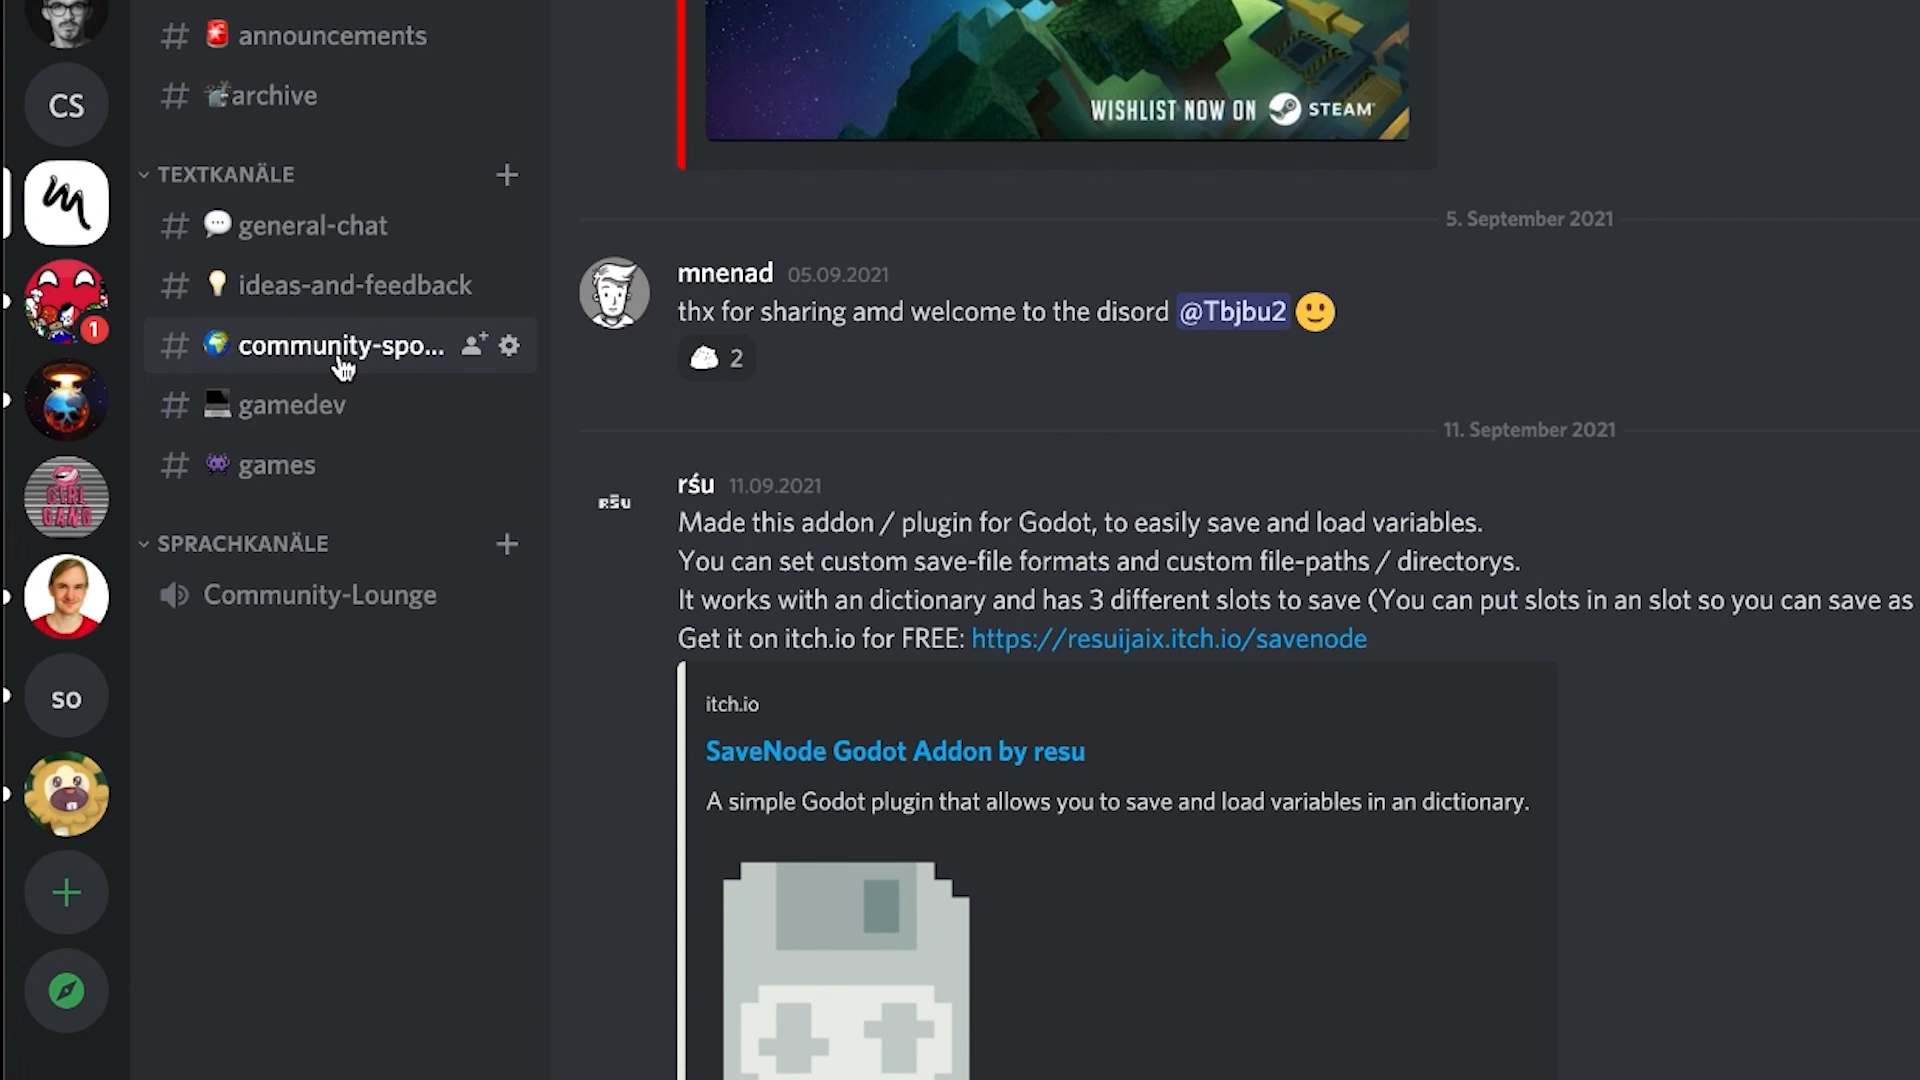 announcements
archive
CS
TEXTKANÄLE
general-chat
ideas-and-feedback
1
community-spo...
gamedev
games
GIRL
GANG
SPRACHKANÄLE
Community-Lounge
SO
WISHLIST NOW ON STEAM
5. September 2021
mnenad 05.09.2021
thx for sharing amd welcome to the disord @Tbjbu2
2
11. September 2021
RŠU
rśu 11.09.2021
Made this addon / plugin for Godot, to easily save and load variables.
You can set custom save-file formats and custom file-paths / directorys.
It works with an dictionary and has 3 different slots to save (You can put slots in an slot so you can save as
Get it on itch.io for FREE: https://resuijaix.itch.io/savenode
itch.io
SaveNode Godot Addon by resu
A simple Godot plugin that allows you to save and load variables in an dictionary.